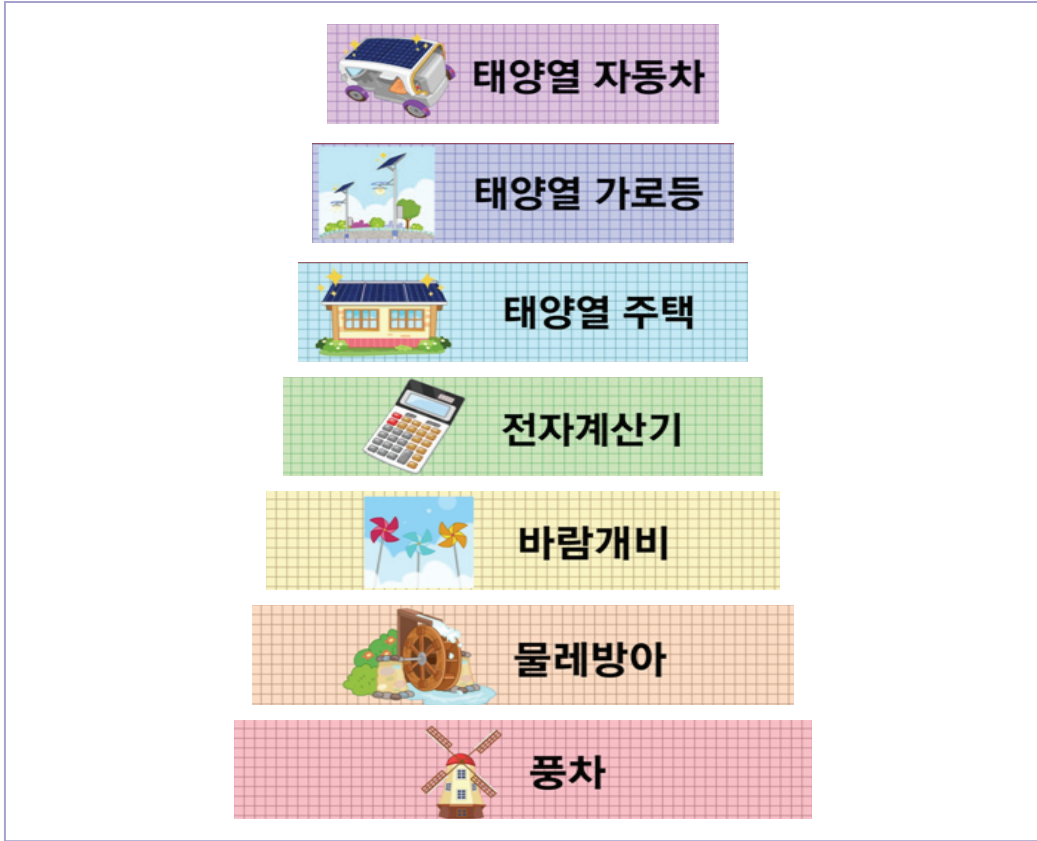 태양열 자동차
태양열 가로등
태양열 주택
전자계산기
바람개비
물레방아
풍차